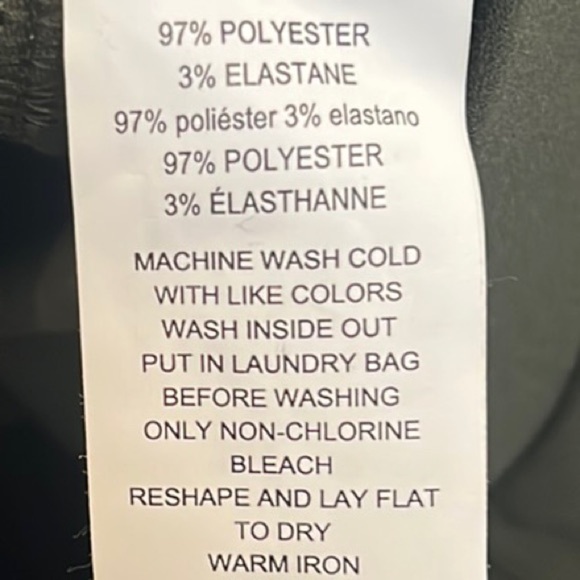 97% POLYESTER
3% ELASTANE
97% poliéster 3% elastano
97% POLYESTER
3% ÉLASTHANNE
MACHINE WASH COLD
WITH LIKE COLORS
WASH INSIDE OUT
PUT IN LAUNDRY BAG
BEFORE WASHING
ONLY NON-CHLORINE
BLEACH
RESHAPE AND LAY FLAT
TO DRY
WARM IRON